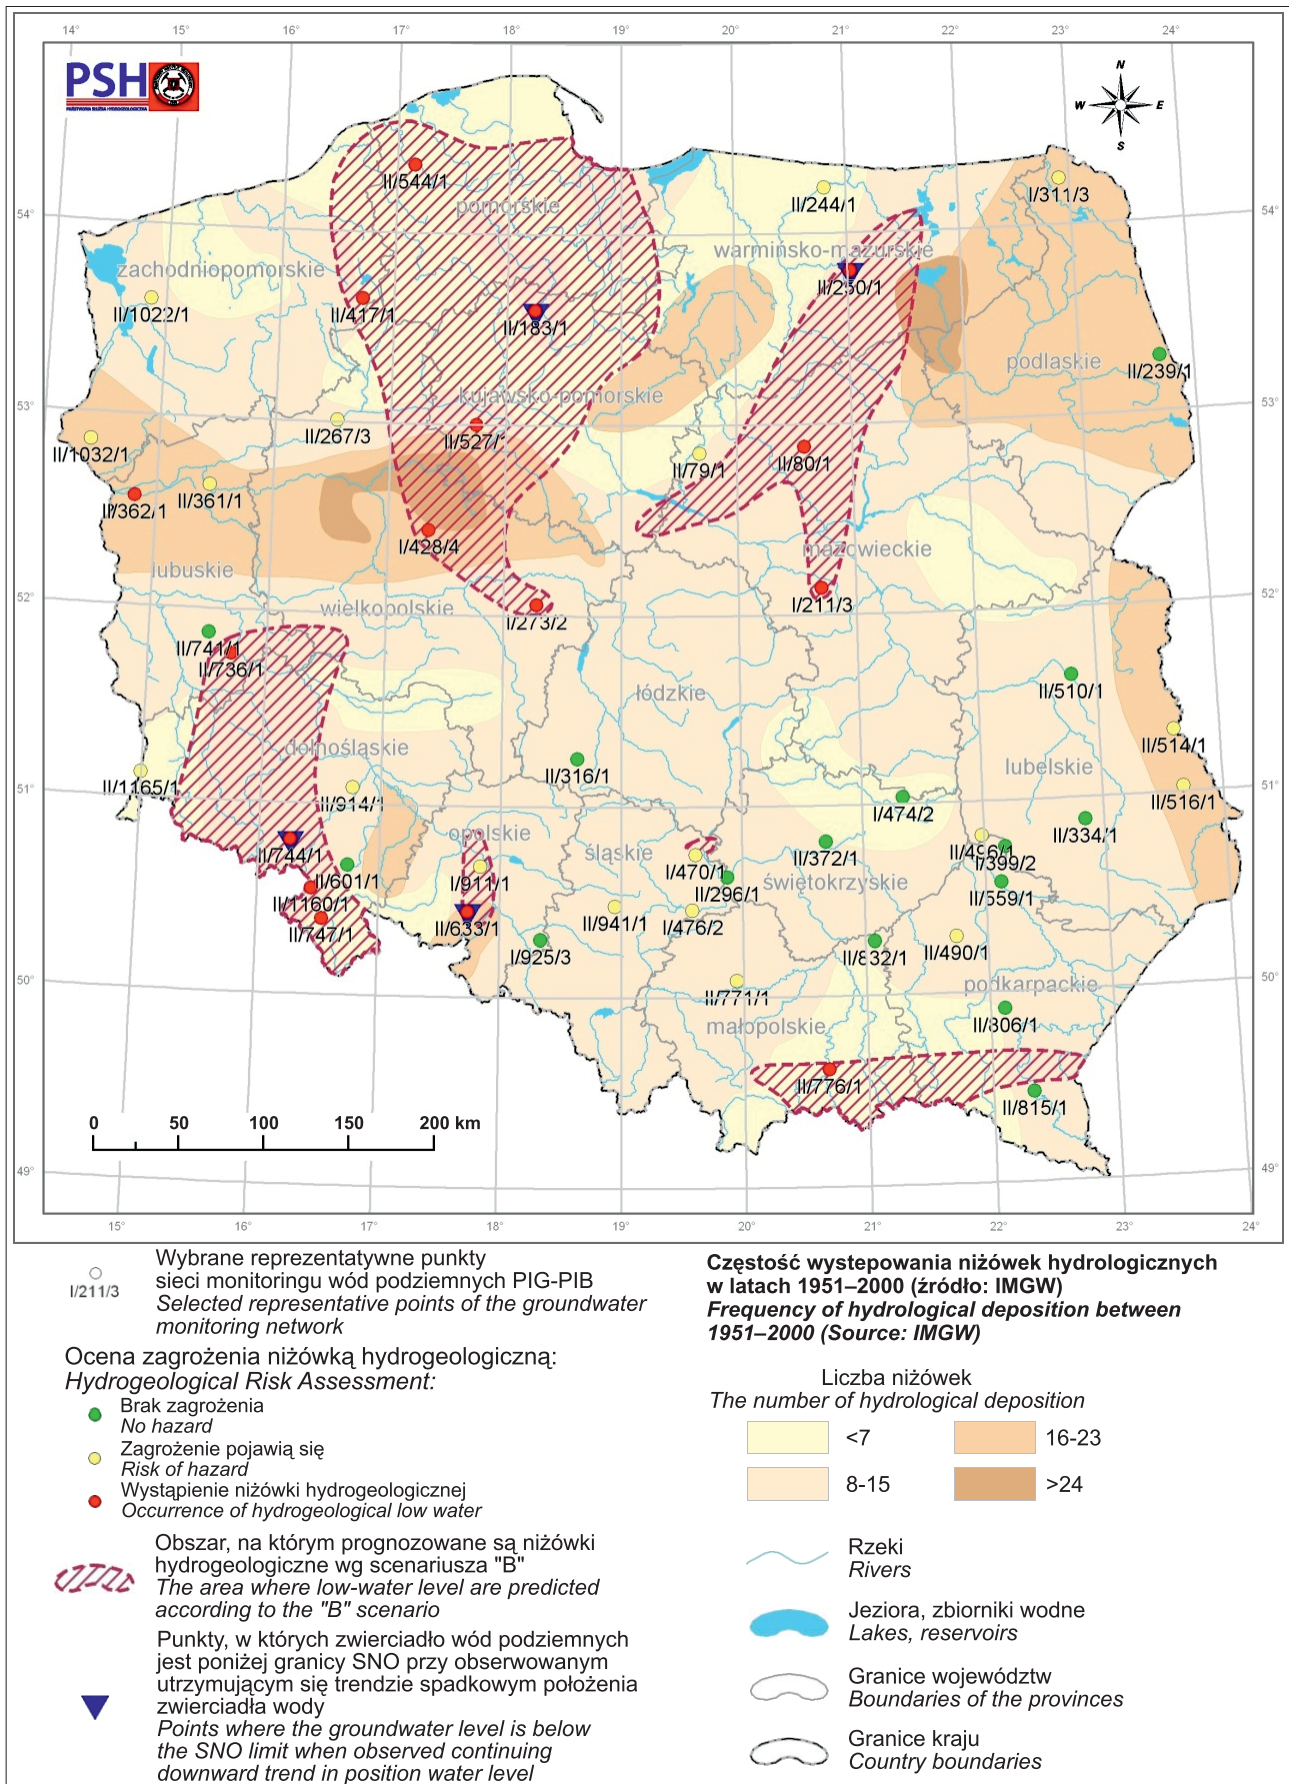 14° 15° 16° 17° 18° 19° 20° 21° 22° 23° 24°
PSH
PAŃSTWOWA SŁUŻBA HYDROGEOLOGICZNA
N
W E
S
II/544/1
pomorskie
II/244/1
I/311/3
54° 54°
warmińsko-mazurskie
zachodniopomorskie
II/250/1
II/1022/1
II/417/1
II/183/1
podlaskie
II/239/1
kujawsko-pomorskie
53° 53°
II/267/3
II/527/1
II/1032/1
II/79/1
II/80/1
II/362/1
II/361/1
I/428/4
mazowieckie
lubuskie
52° 52°
wielkopolskie
I/211/3
I/273/2
II/741/1
II/736/1
łódzkie
II/510/1
dolnośląskie
II/514/1
II/316/1
lubelskie
II/1165/1
51° 51°
II/914/1
II/516/1
I/474/2
opolskie
II/334/1
II/744/1
śląskie
II/372/1
II/496/1
I/399/2
I/470/1
II/601/1
I/911/1
II/296/1
świętokrzyskie
II/559/1
II/1160/1
II/633/1
II/941/1
I/476/2
II/747/1
I/925/3
II/832/1
II/490/1
50° 50°
podkarpackie
II/771/1
małopolskie
II/806/1
II/776/1
II/815/1
0 50 100 150 200 km
49° 49°
15° 16° 17° 18° 19° 20° 21° 22° 23° 24°
I/211/3
Wybrane reprezentatywne punkty
sieci monitoringu wód podziemnych PIG-PIB
Selected representative points of the groundwater
monitoring network
Ocena zagrożenia niżówką hydrogeologiczną:
Hydrogeological Risk Assessment:
Brak zagrożenia
No hazard
Zagrożenie pojawią się
Risk of hazard
Wystąpienie niżówki hydrogeologicznej
Occurrence of hydrogeological low water
Obszar, na którym prognozowane są niżówki
hydrogeologiczne wg scenariusza "B"
The area where low-water level are predicted
according to the "B" scenario
Punkty, w których zwierciadło wód podziemnych
jest poniżej granicy SNO przy obserwowanym
utrzymującym się trendzie spadkowym położenia
zwierciadła wody
Points where the groundwater level is below
the SNO limit when observed continuing
downward trend in position water level
Częstość wystepowania niżówek hydrologicznych
w latach 1951–2000 (źródło: IMGW)
Frequency of hydrological deposition between
1951–2000 (Source: IMGW)
Liczba niżówek
The number of hydrological deposition
<7 16-23
8-15 >24
Rzeki
Rivers
Jeziora, zbiorniki wodne
Lakes, reservoirs
Granice województw
Boundaries of the provinces
Granice kraju
Country boundaries